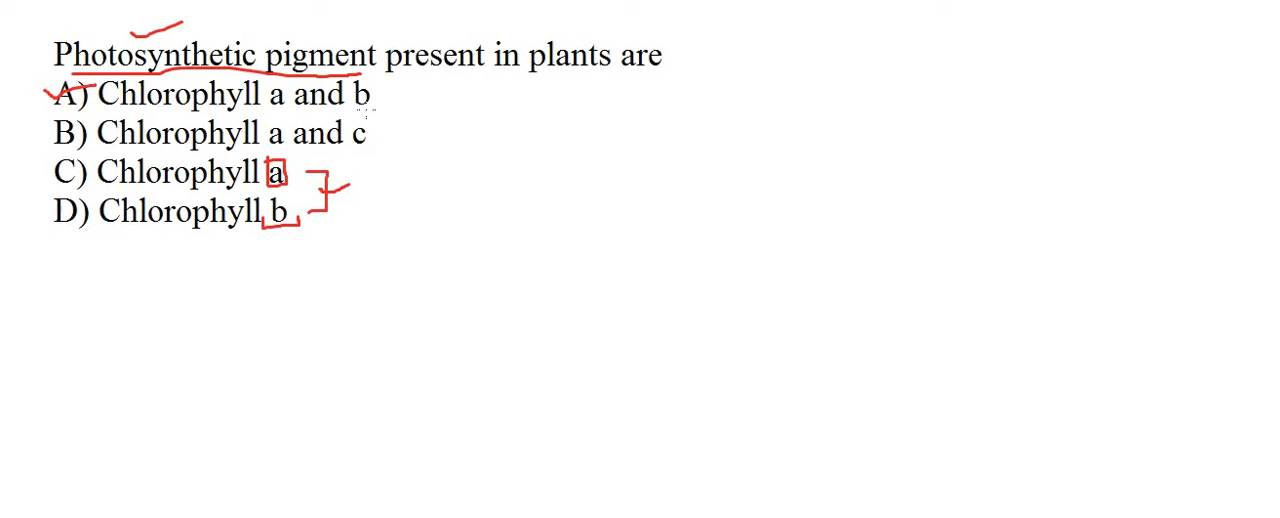 Photosynthetic pigment present in plants are
A) Chlorophyll a and b
B) Chlorophyll a and c
C) Chlorophyll a
D) Chlorophyll b